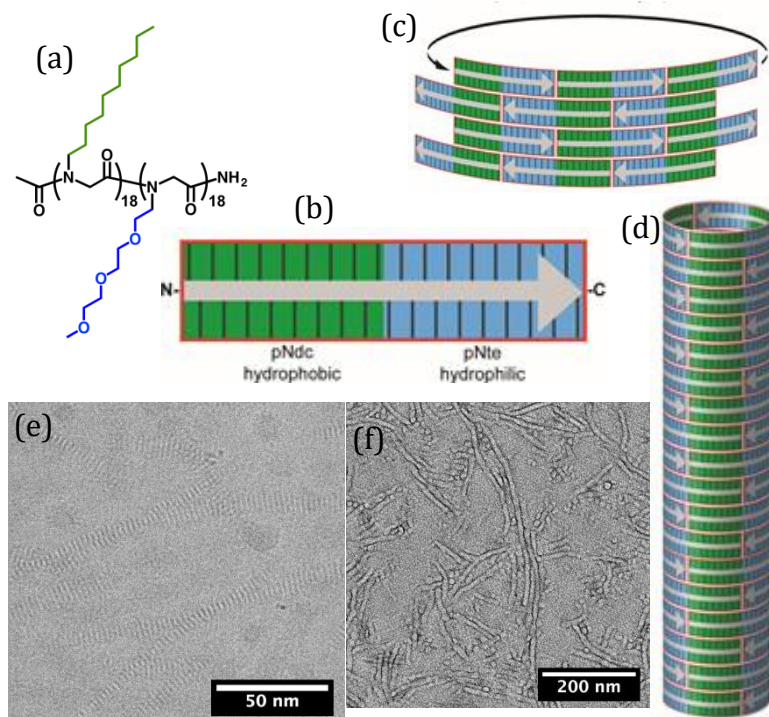 (a)
(c)
N
O
O
18
N
O
18
NH₂
O
O
O
(b)
(d)
N-
-C
pNdc
hydrophobic
pNte
hydrophilic
(e)
(f)
50 nm
200 nm